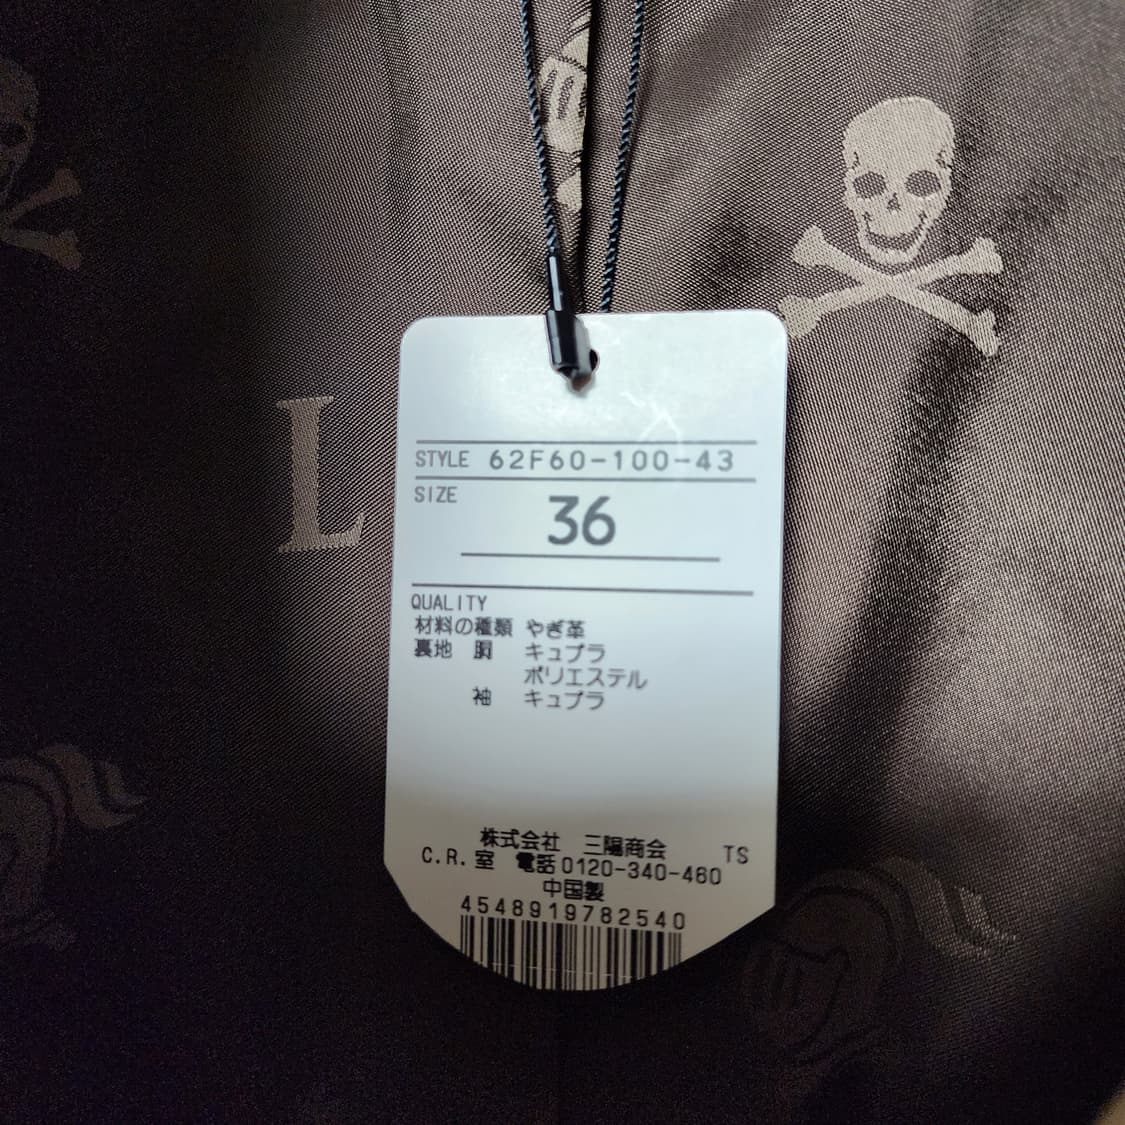 L
STYLE 62F60-100-43
SIZE
36
QUALITY
材料の種類 やぎ革
裏地 胴 キュプラ
ポリエステル
袖 キュプラ
株式会社 三陽商会 TS
C.R.室 電話0120-340-460
中国製
4548919782540